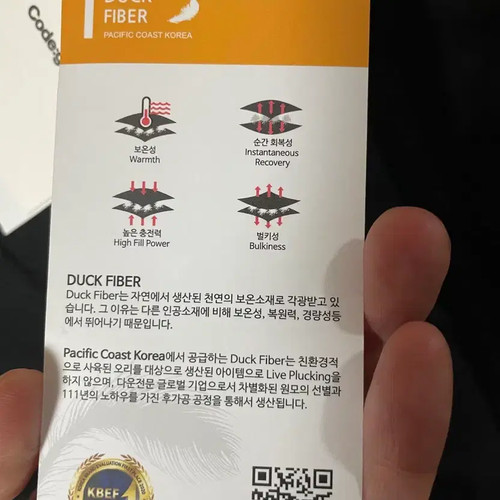 DUCK
FIBER
PACIFIC COAST KOREA
Code:g
보온성
Warmth
순간 회복성
Instantaneous
Recovery
높은 충전력
High Fill Power
벌키성
Bulkiness
DUCK FIBER
Duck Fiber는 자연에서 생산된 천연의 보온소재로 각광받고 있
습니다. 그 이유는 다른 인공소재에 비해 보온성, 복원력, 경량성등
에서 뛰어나기 때문입니다.
Pacific Coast Korea에서 공급하는 Duck Fiber는 친환경적
으로 사육된 오리를 대상으로 생산된 아이템으로 Live Plucking을
하지 않으며, 다운전문 글로벌 기업으로서 차별화된 원모의 선별과
111년의 노하우를 가진 후가공 공정을 통해서 생산됩니다.
KBEF